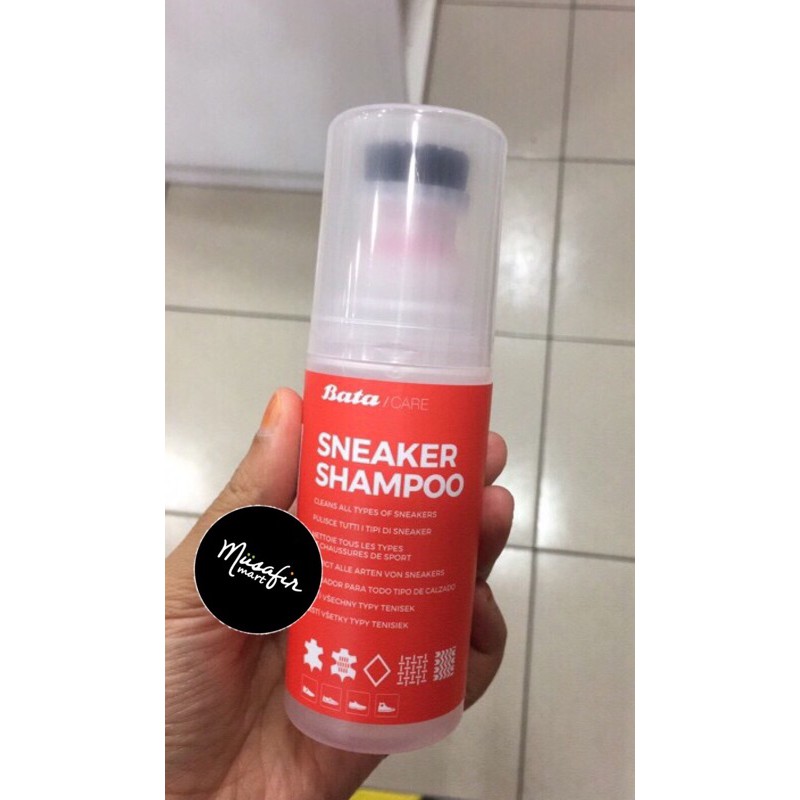 Bata /CARE
SNEAKER
SHAMPOO
CLEANS ALL TYPES OF SNEAKERS
PULISCE TUTTI I TIPI DI SNEAKER
NETTOIE TOUS LES TYPES
CHAUSSURES DE SPORT
ALLE ARTEN VON SNEAKERS
PARA TODO TIPO DE CALZADO
VŠECHNY TYPY TENISEK
VŠETKY TYPY TENISIEK
Müsafir
mart